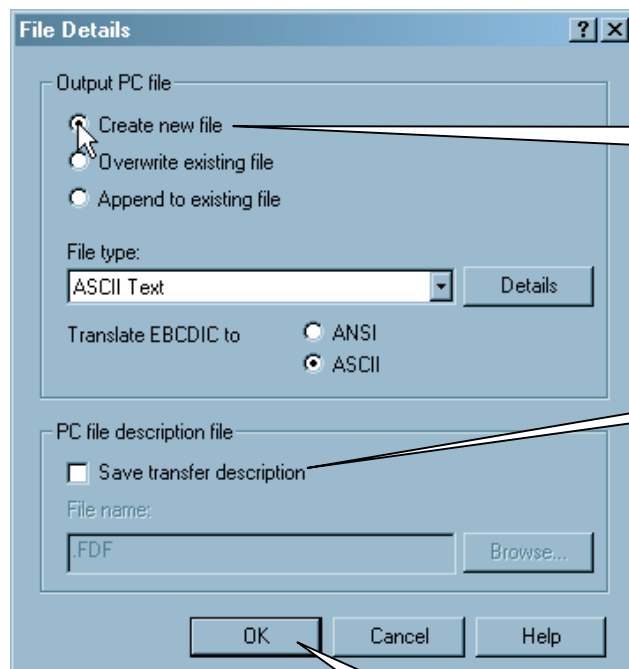 File Details
Output PC file
Create new file
Overwrite existing file
Append to existing file
File type:
ASCII Text
Details
Translate EBCDIC to
ANSI
ASCII
PC file description file
Save transfer description
File name:
.FDF
Browse...
OK Cancel Help